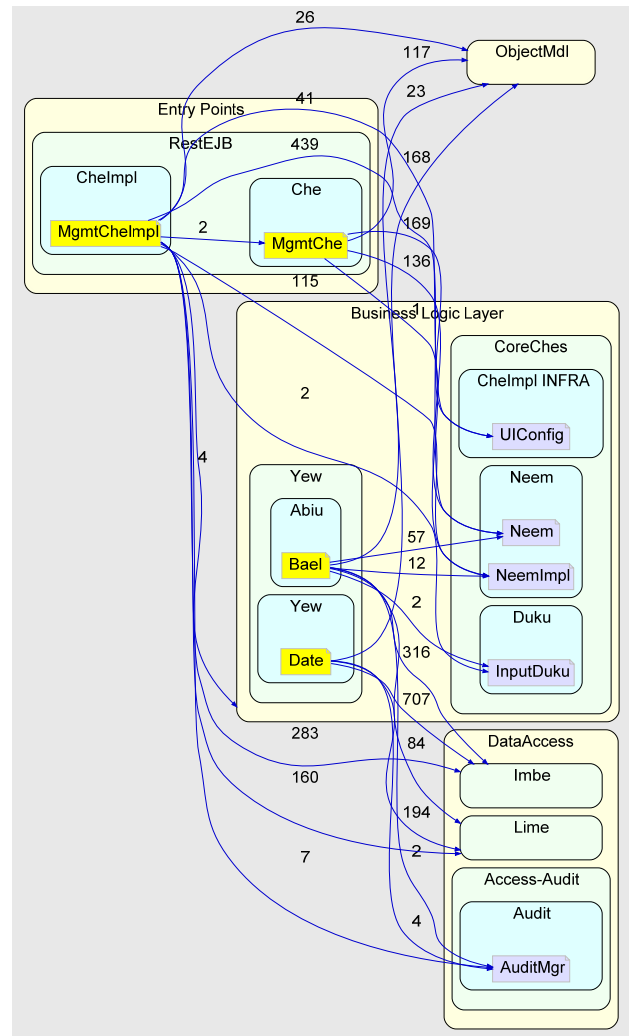 26
117
ObjectMdl
23
Entry Points
41
RestEJB
439
168
CheImpl
Che
MgmtCheImpl
2
MgmtChe
169
136
115
1
Business Logic Layer
CoreChes
CheImpl INFRA
2
UIConfig
4
Yew
Neem
Abiu
57
Neem
Bael
12
NeemImpl
Yew
2
Duku
316
Date
InputDuku
707
283
84
DataAccess
160
Imbe
194
Lime
7
2
Access-Audit
4
Audit
AuditMgr